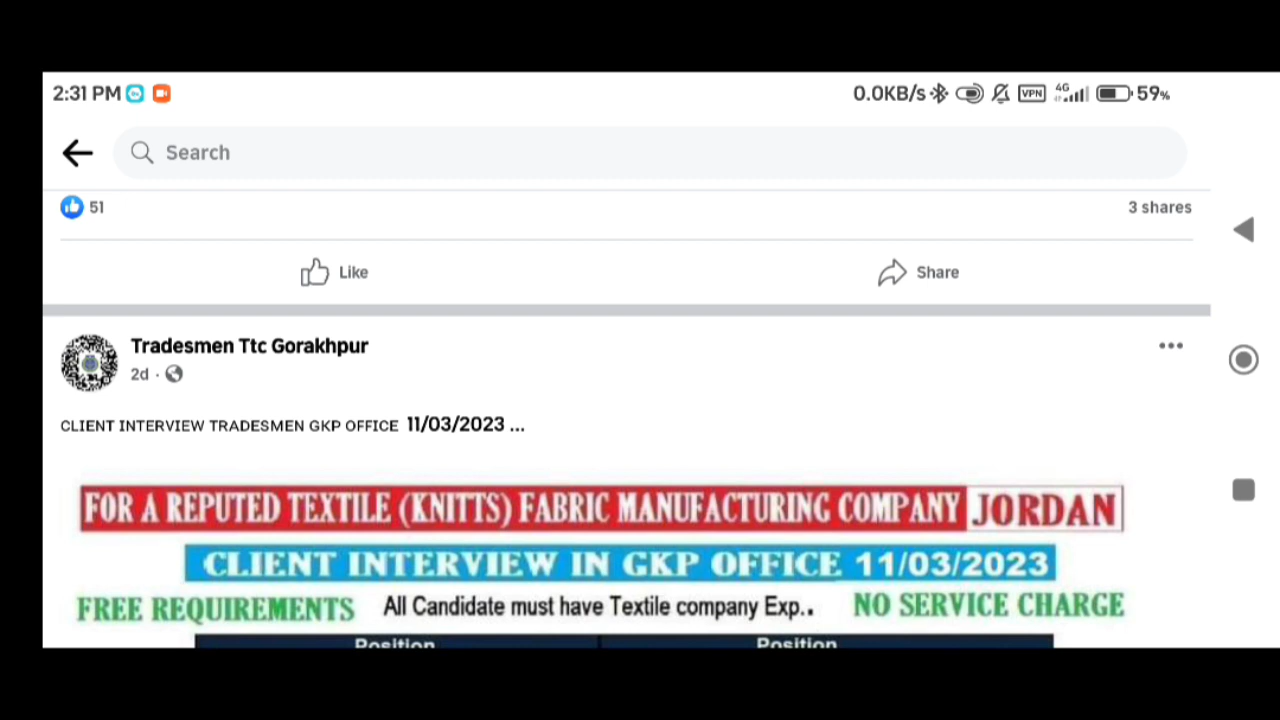 2:31 PM
0.0KB/s VPN 4G 59%
Search
51
3 shares
Like
Share
Tradesmen Ttc Gorakhpur
2d ·
CLIENT INTERVIEW TRADESMEN GKP OFFICE 11/03/2023 ...
FOR A REPUTED TEXTILE (KNITTS) FABRIC MANUFACTURING COMPANY JORDAN
CLIENT INTERVIEW IN GKP OFFICE 11/03/2023
FREE REQUIREMENTS All Candidate must have Textile company Exp.. NO SERVICE CHARGE
Position Position